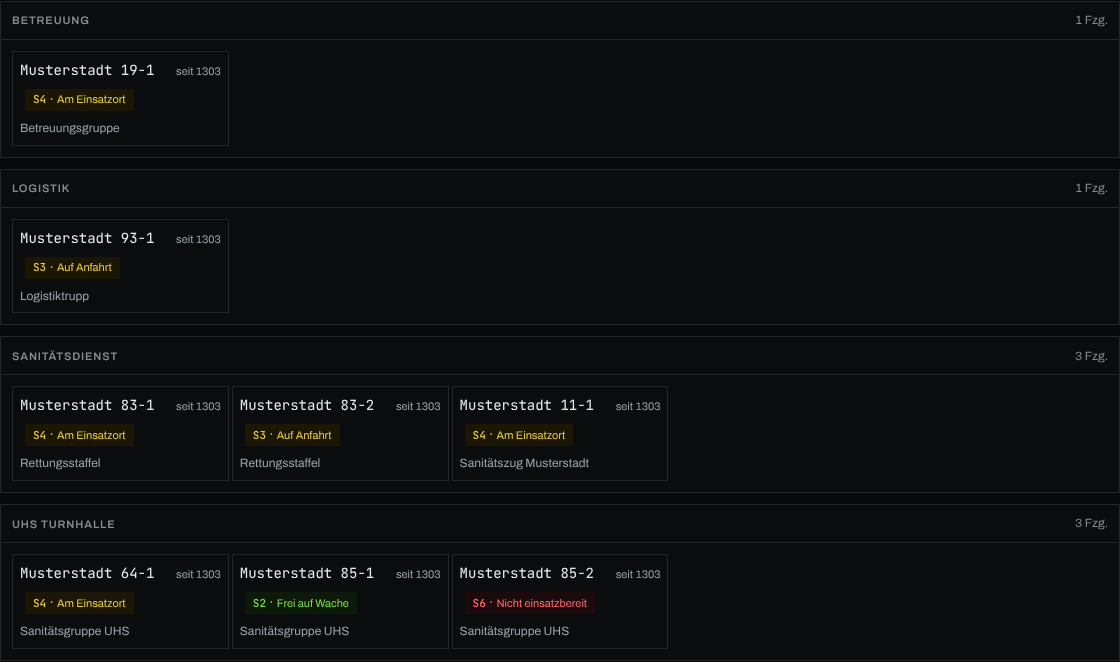 BETREUUNG 1 Fzg.
Musterstadt 19-1 seit 1303
S4 · Am Einsatzort
Betreuungsgruppe
LOGISTIK 1 Fzg.
Musterstadt 93-1 seit 1303
S3 · Auf Anfahrt
Logistiktrupp
SANITÄTSDIENST 3 Fzg.
Musterstadt 83-1 seit 1303 Musterstadt 83-2 seit 1303 Musterstadt 11-1 seit 1303
S4 · Am Einsatzort S3 · Auf Anfahrt S4 · Am Einsatzort
Rettungsstaffel Rettungsstaffel Sanitätszug Musterstadt
UHS TURNHALLE 3 Fzg.
Musterstadt 64-1 seit 1303 Musterstadt 85-1 seit 1303 Musterstadt 85-2 seit 1303
S4 · Am Einsatzort S2 · Frei auf Wache S6 · Nicht einsatzbereit
Sanitätsgruppe UHS Sanitätsgruppe UHS Sanitätsgruppe UHS